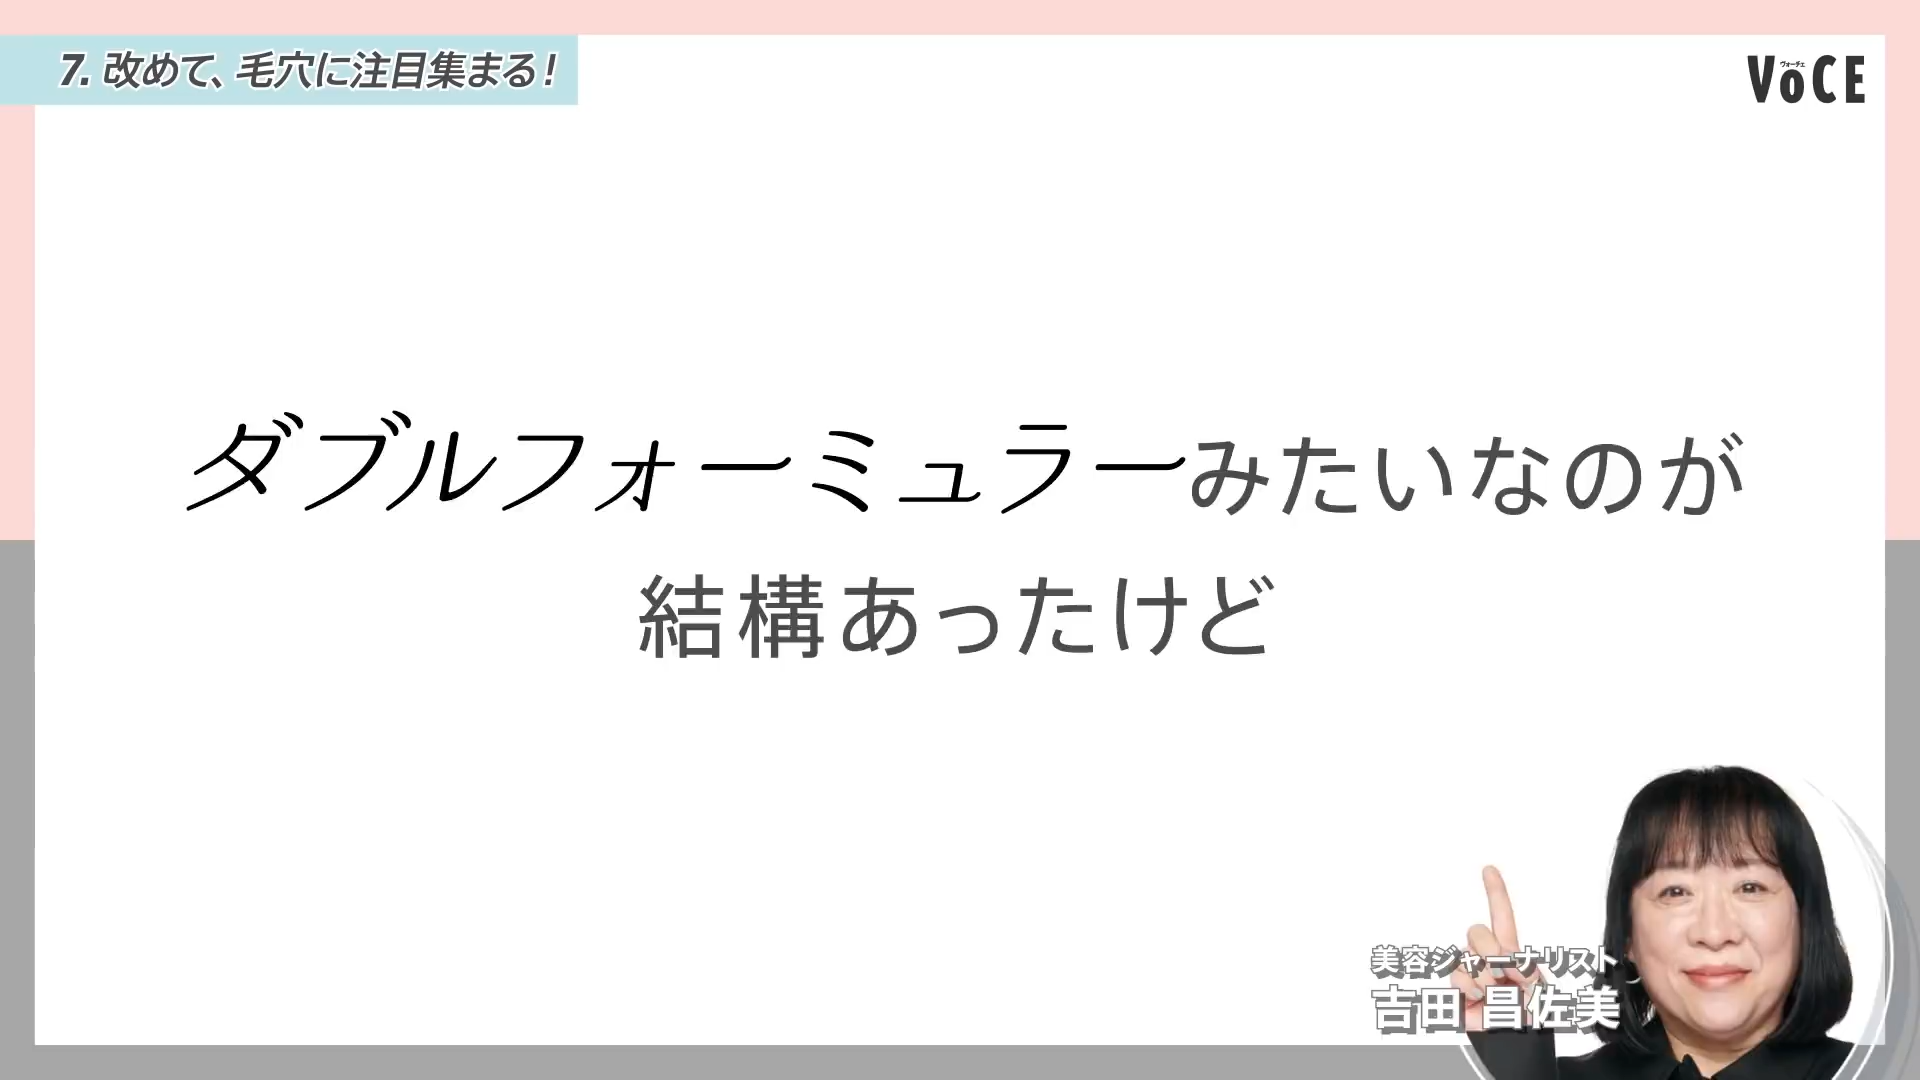 7. 改めて、毛穴に注目集まる！
ヴォーチェ
VOCE
ダブルフォーミュラーみたいなのが
結構あったけど
美容ジャーナリスト
吉田 昌佐美